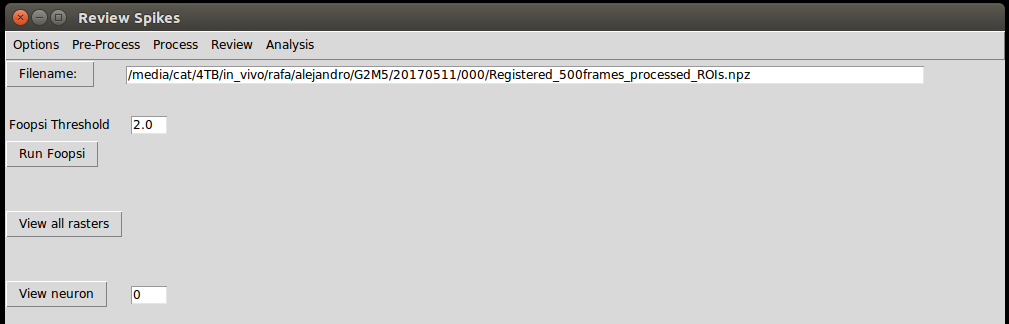 Review Spikes
Options Pre-Process Process Review Analysis
Filename: /media/cat/4TB/in_vivo/rafa/alejandro/G2M5/20170511/000/Registered_500frames_processed_ROIs.npz
Foopsi Threshold 2.0
Run Foopsi
View all rasters
View neuron 0